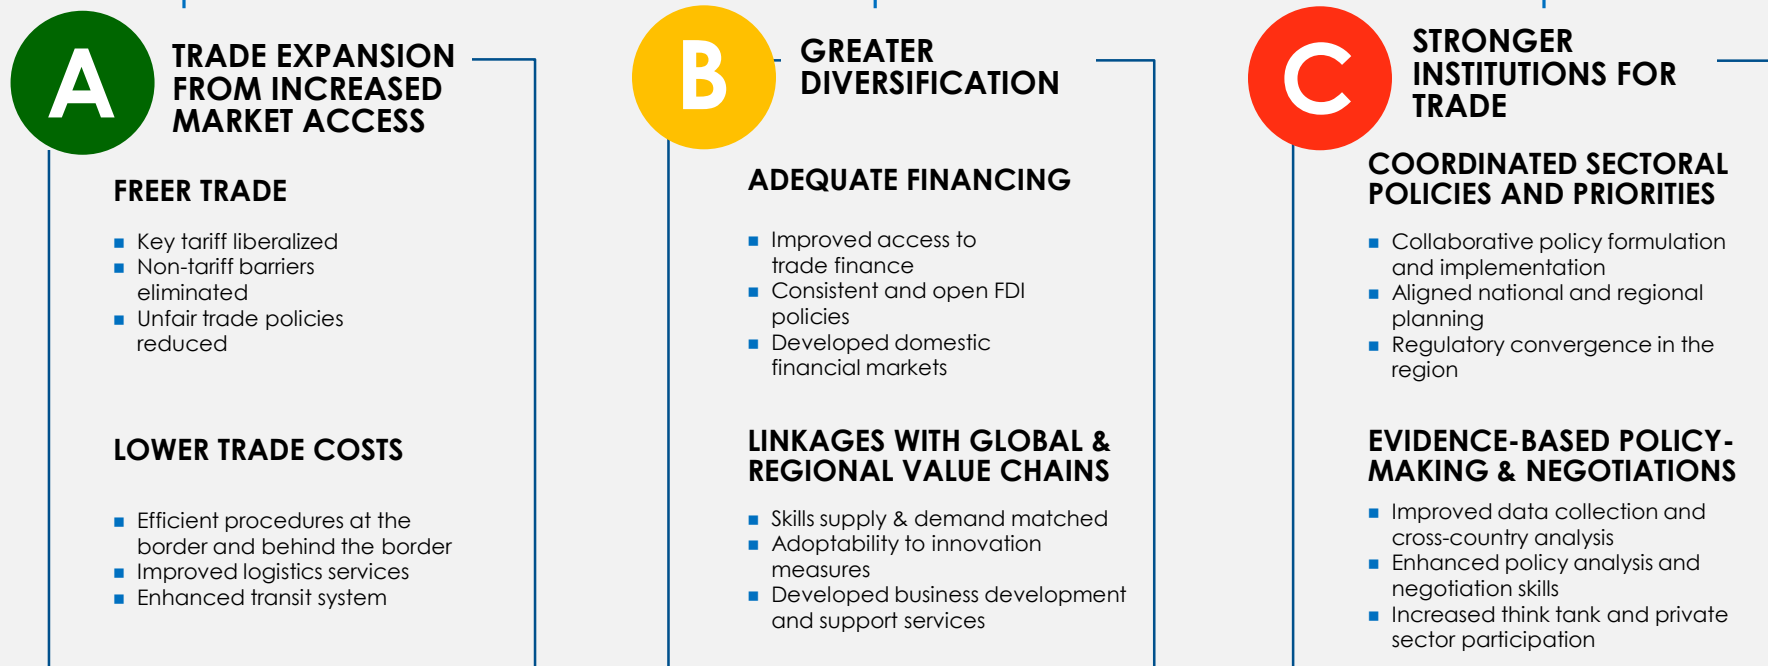 A
TRADE EXPANSION
FROM INCREASED
MARKET ACCESS
FREER TRADE
Key tariff liberalized
Non-tariff barriers
eliminated
Unfair trade policies
reduced
LOWER TRADE COSTS
Efficient procedures at the
border and behind the border
Improved logistics services
Enhanced transit system
B
GREATER
DIVERSIFICATION
ADEQUATE FINANCING
Improved access to
trade finance
Consistent and open FDI
policies
Developed domestic
financial markets
LINKAGES WITH GLOBAL &
REGIONAL VALUE CHAINS
Skills supply & demand matched
Adoptability to innovation
measures
Developed business development
and support services
C
STRONGER
INSTITUTIONS FOR
TRADE
COORDINATED SECTORAL
POLICIES AND PRIORITIES
Collaborative policy formulation
and implementation
Aligned national and regional
planning
Regulatory convergence in the
region
EVIDENCE-BASED POLICY-
MAKING & NEGOTIATIONS
Improved data collection and
cross-country analysis
Enhanced policy analysis and
negotiation skills
Increased think tank and private
sector participation